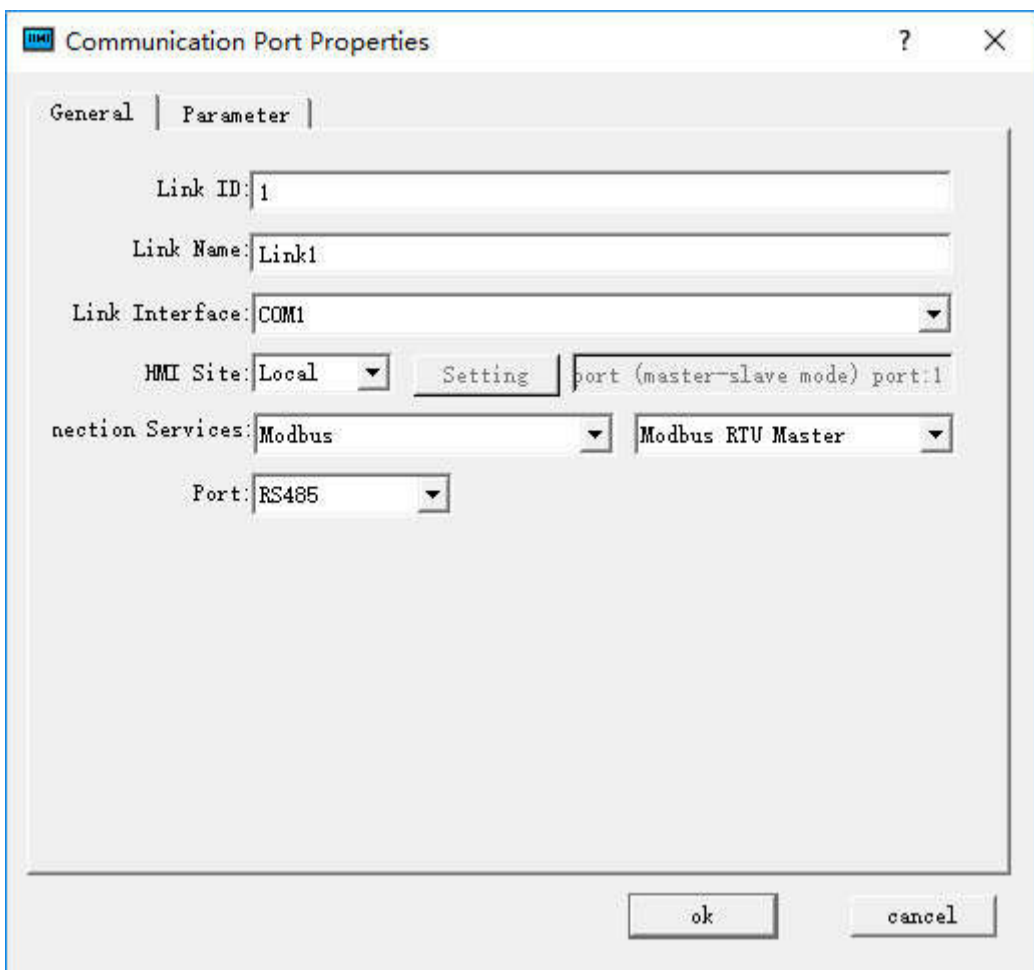 HMI Communication Port Properties ? ×
General Parameter
Link ID: 1
Link Name: Link1
Link Interface: COM1
HMI Site: Local Setting port (master-slave mode) port:1
nection Services: Modbus Modbus RTU Master
Port: RS485
ok cancel